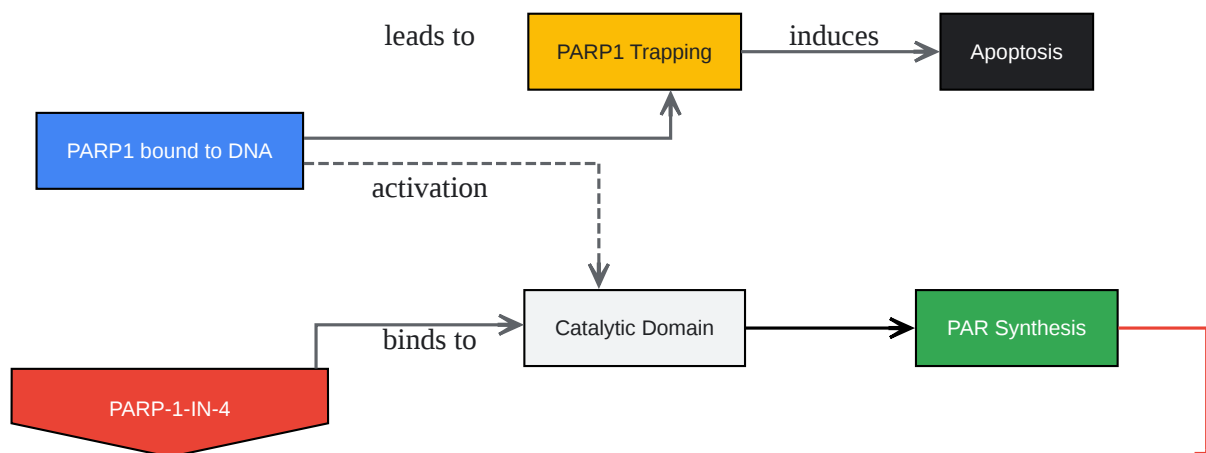 leads to
PARP1 Trapping
induces
Apoptosis
PARP1 bound to DNA
activation
Catalytic Domain
PAR Synthesis
binds to
PARP-1-IN-4